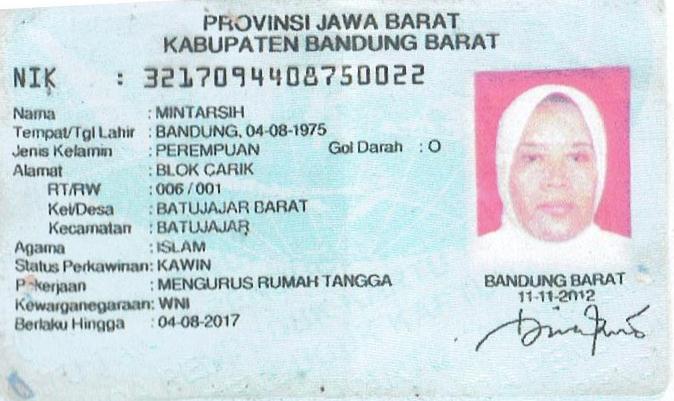 PROVINSI JAWA BARAT
KABUPATEN BANDUNG BARAT
NIK : 3217094408750022
Nama : MINTARSIH
Tempat/Tgl Lahir : BANDUNG, 04-08-1975
Jenis Kelamin : PEREMPUAN Gol Darah : O
Alamat : BLOK CARIK
RT/RW : 006 / 001
Kel/Desa : BATUJAJAR BARAT
Kecamatan : BATUJAJAR
Agama : ISLAM
Status Perkawinan: KAWIN
Pekerjaan : MENGURUS RUMAH TANGGA
Kewarganegaraan: WNI
Berlaku Hingga : 04-08-2017
BANDUNG BARAT
11-11-2012